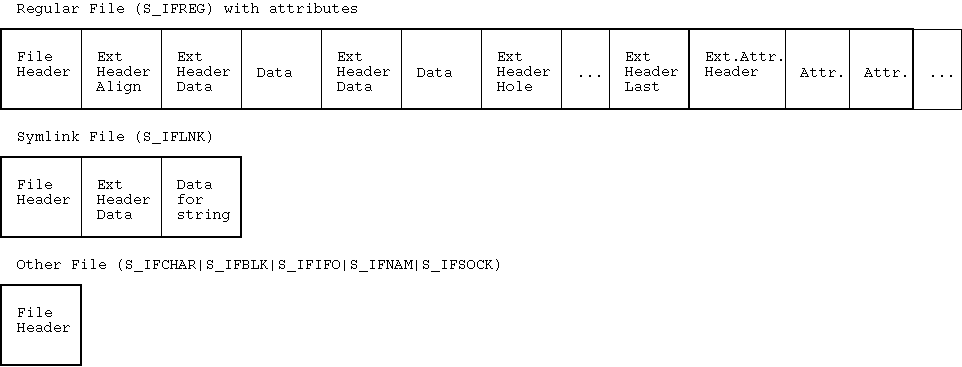 Regular File (S_IFREG) with attributes
File
Header
Ext
Header
Align
Ext
Header
Data
Data
Ext
Header
Data
Data
Ext
Header
Hole
...
Ext
Header
Last
Ext.Attr.
Header
Attr.
Attr.
...
Symlink File (S_IFLNK)
File
Header
Ext
Header
Data
Data
for
string
Other File (S_IFCHAR|S_IFBLK|S_IFIFO|S_IFNAM|S_IFSOCK)
File
Header